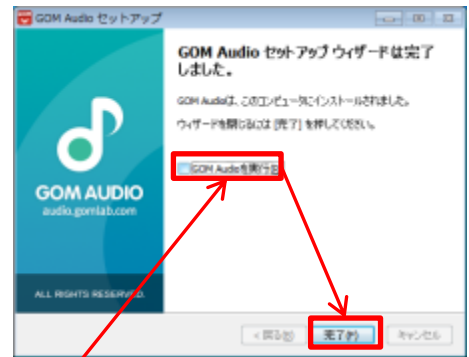 GOM Audio セットアップ
GOM Audio セットアップ ウィザードは完了
しました。
GOM Audioは、このコンピュータにインストールされました。
ウィザードを閉じるには [完了] を押してください。
GOM Audioを実行(R)
GOM AUDIO
audio.gomlab.com
ALL RIGHTS RESERVED.
< 戻る(B) 完了(F) キャンセル